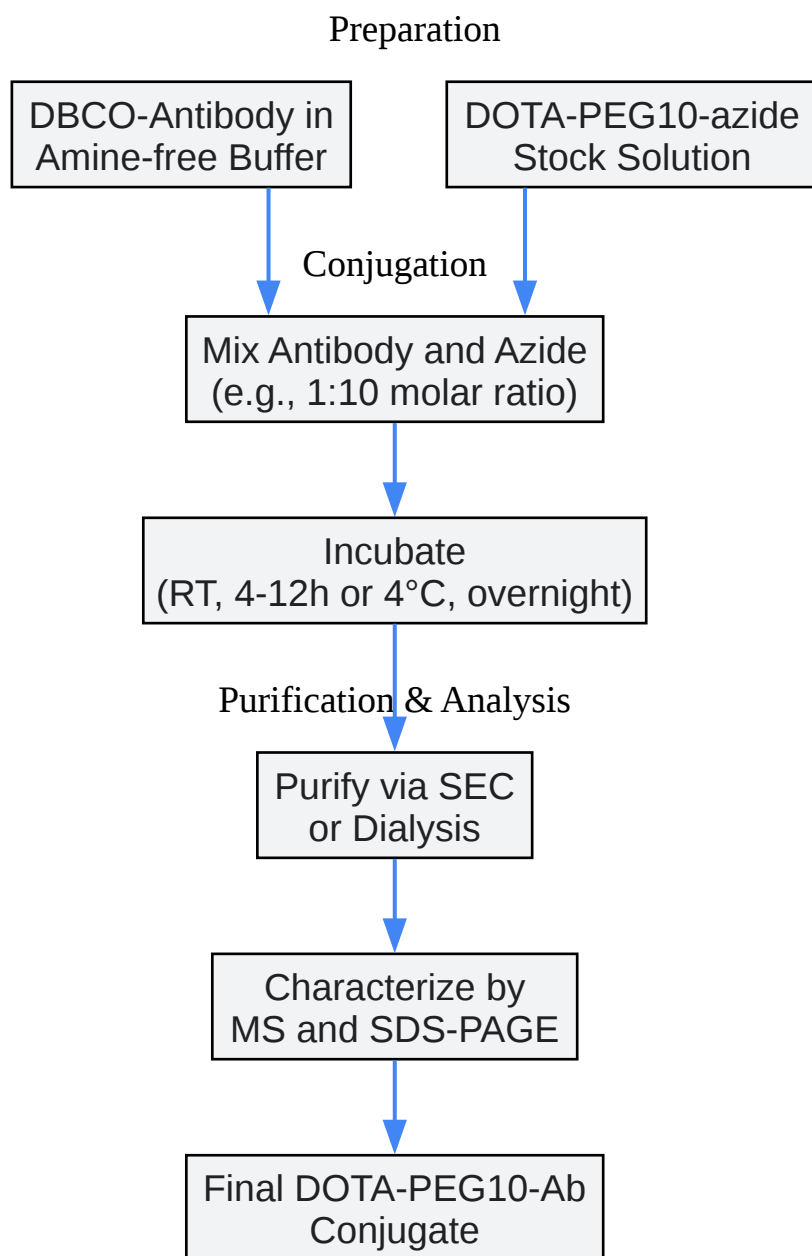 Preparation
DBCO-Antibody in
Amine-free Buffer
DOTA-PEG10-azide
Stock Solution
Conjugation
Mix Antibody and Azide
(e.g., 1:10 molar ratio)
Incubate
(RT, 4-12h or 4°C, overnight)
Purification & Analysis
Purify via SEC
or Dialysis
Characterize by
MS and SDS-PAGE
Final DOTA-PEG10-Ab
Conjugate